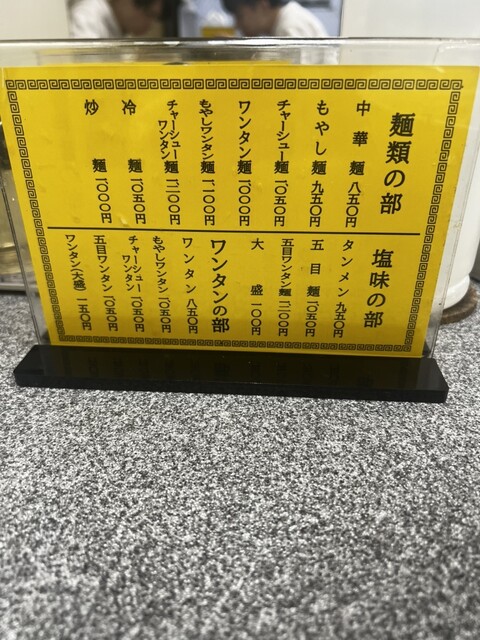 麺類の部
中華麺 八五〇円
もやし麺 九五〇円
チャーシュー麺 一〇五〇円
ワンタン麺 一〇〇〇円
もやしワンタン麺 一一〇〇円
チャーシューワンタン麺 一二〇〇円
冷麺 一〇五〇円
炒麺 一〇〇〇円
塩味の部
タンメン 九五〇円
五目麺 一〇五〇円
五目ワンタン麺 一二〇〇円
大盛 一〇〇円
ワンタンの部
ワンタン 八五〇円
もやしワンタン 一〇五〇円
チャーシューワンタン 一〇五〇円
五目ワンタン 一〇五〇円
ワンタン(大盛) 一五〇円